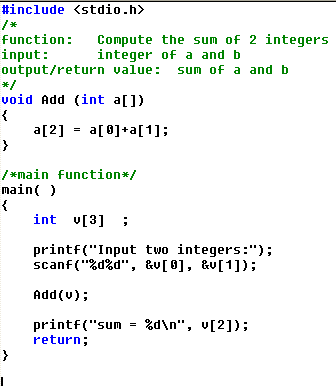 #include <stdio.h>
/*
function:   Compute the sum of 2 integers
input:      integer of a and b
output/return value:  sum of a and b
*/
void Add (int a[])
{
    a[2] = a[0]+a[1];
}
/*main function*/
main( )
{
    int  v[3]  ;
    printf("Input two integers:");
    scanf("%d%d", &v[0], &v[1]);
    Add(v);
    printf("sum = %d\n", v[2]);
    return;
}